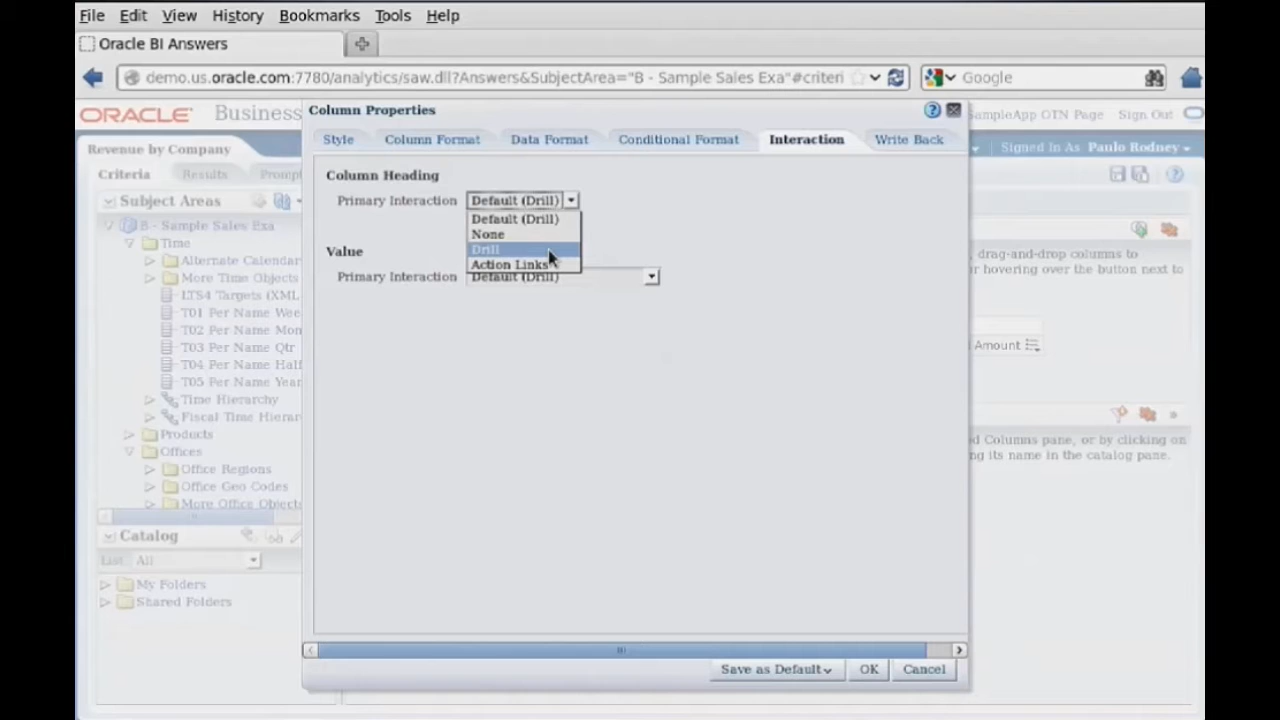 File Edit View History Bookmarks Tools Help
Oracle BI Answers
demo.us.oracle.com:7780/analytics/saw.dll?Answers&SubjectArea="B - Sample Sales Exa"#criteri
Google
ORACLE Business
SampleApp OTN Page Sign Out
Revenue by Company
Signed In As Paulo Rodney
Criteria Results Prompt
Subject Areas
B - Sample Sales Exa
Time
Alternate Calendar
More Time Objects
LTS4 Targets (XML
T01 Per Name Wee
T02 Per Name Mon
T03 Per Name Qtr
T04 Per Name Half
T05 Per Name Year
Time Hierarchy
Fiscal Time Hierar
Products
Offices
Office Regions
Office Geo Codes
More Office Objects
Catalog
List All
My Folders
Shared Folders
Column Properties
Style Column Format Data Format Conditional Format Interaction Write Back
Column Heading
Primary Interaction Default (Drill)
Default (Drill)
None
Drill
Action Links
Value
Primary Interaction Default (Drill)
Save as Default OK Cancel
, drag-and-drop columns to
r hovering over the button next to
Amount
d Columns pane, or by clicking on
ng its name in the catalog pane.